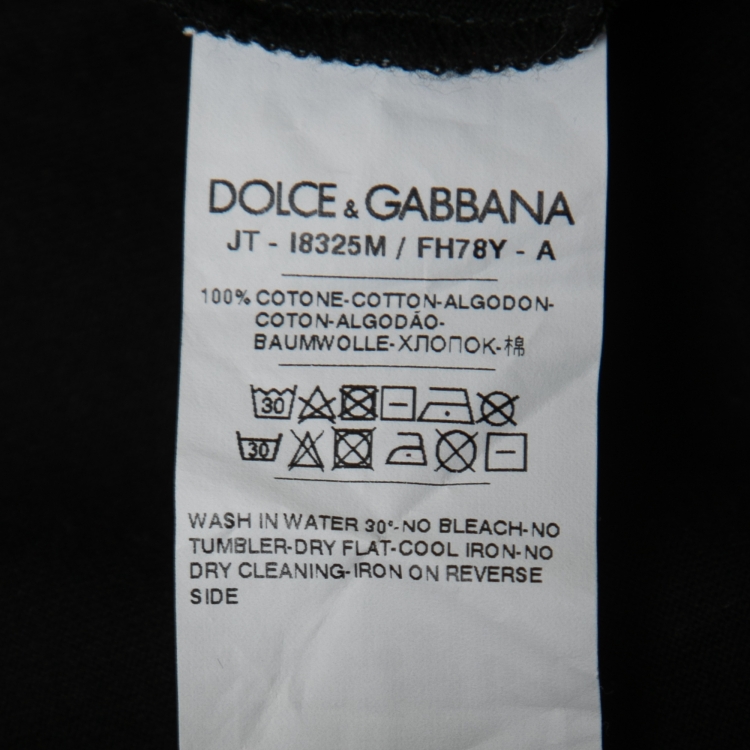 DOLCE & GABBANA
JT - I8325M / FH78Y - A
100% COTONE-COTTON-ALGODON-
COTON-ALGODÃO-
BAUMWOLLE-ХЛОПОК-棉
30
30
WASH IN WATER 30°-NO BLEACH-NO
TUMBLER-DRY FLAT-COOL IRON-NO
DRY CLEANING-IRON ON REVERSE
SIDE